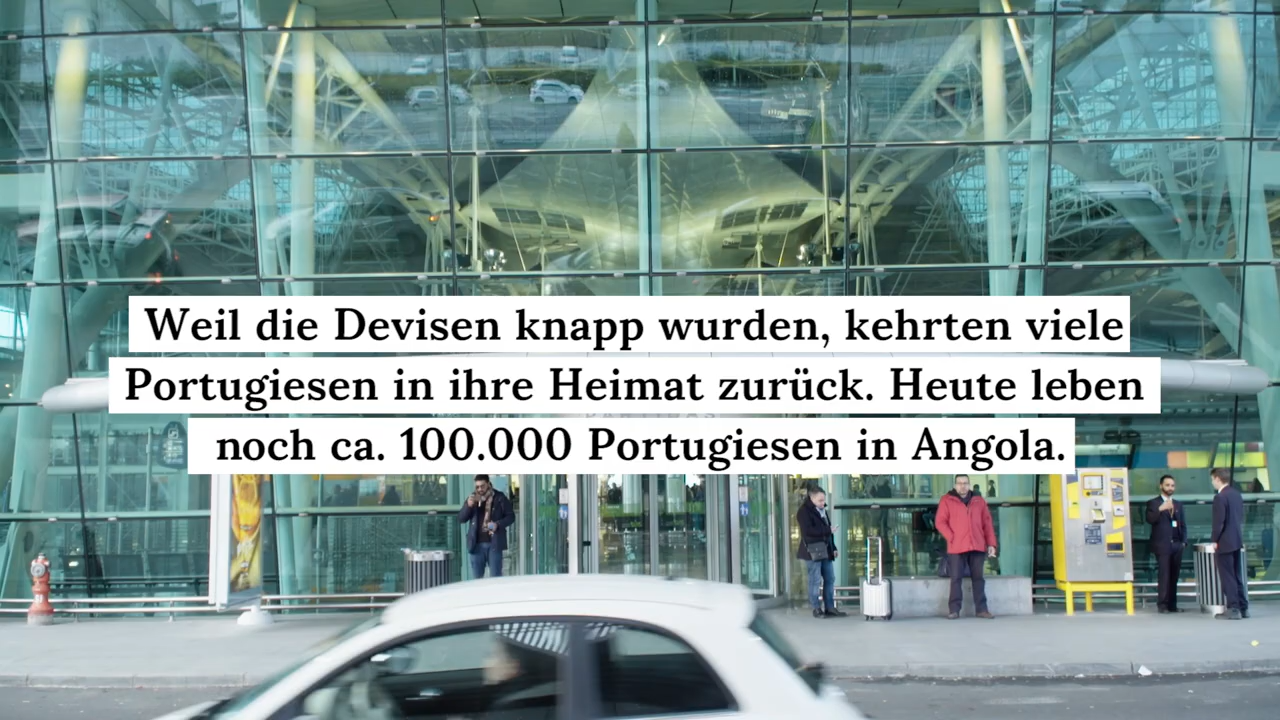 Weil die Devisen knapp wurden, kehrten viele
Portugiesen in ihre Heimat zurück. Heute leben
noch ca. 100.000 Portugiesen in Angola.